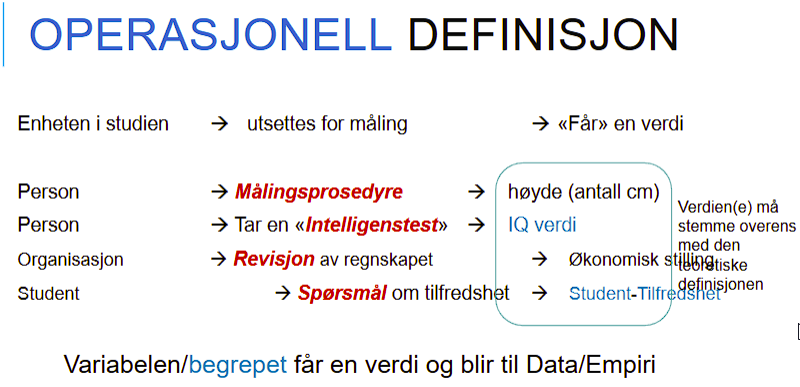 OPERASJONELL DEFINISJON
Enheten i studien → utsettes for måling → «Får» en verdi
Person → Målingsprosedyre → høyde (antall cm)
Person → Tar en «Intelligenstest» → IQ verdi
Organisasjon → Revisjon av regnskapet → Økonomisk stilling
Student → Spørsmål om tilfredshet → Student-Tilfredshet
Verdien(e) må
stemme overens
med den
teoretiske
definisjonen
Variabelen/begrepet får en verdi og blir til Data/Empiri